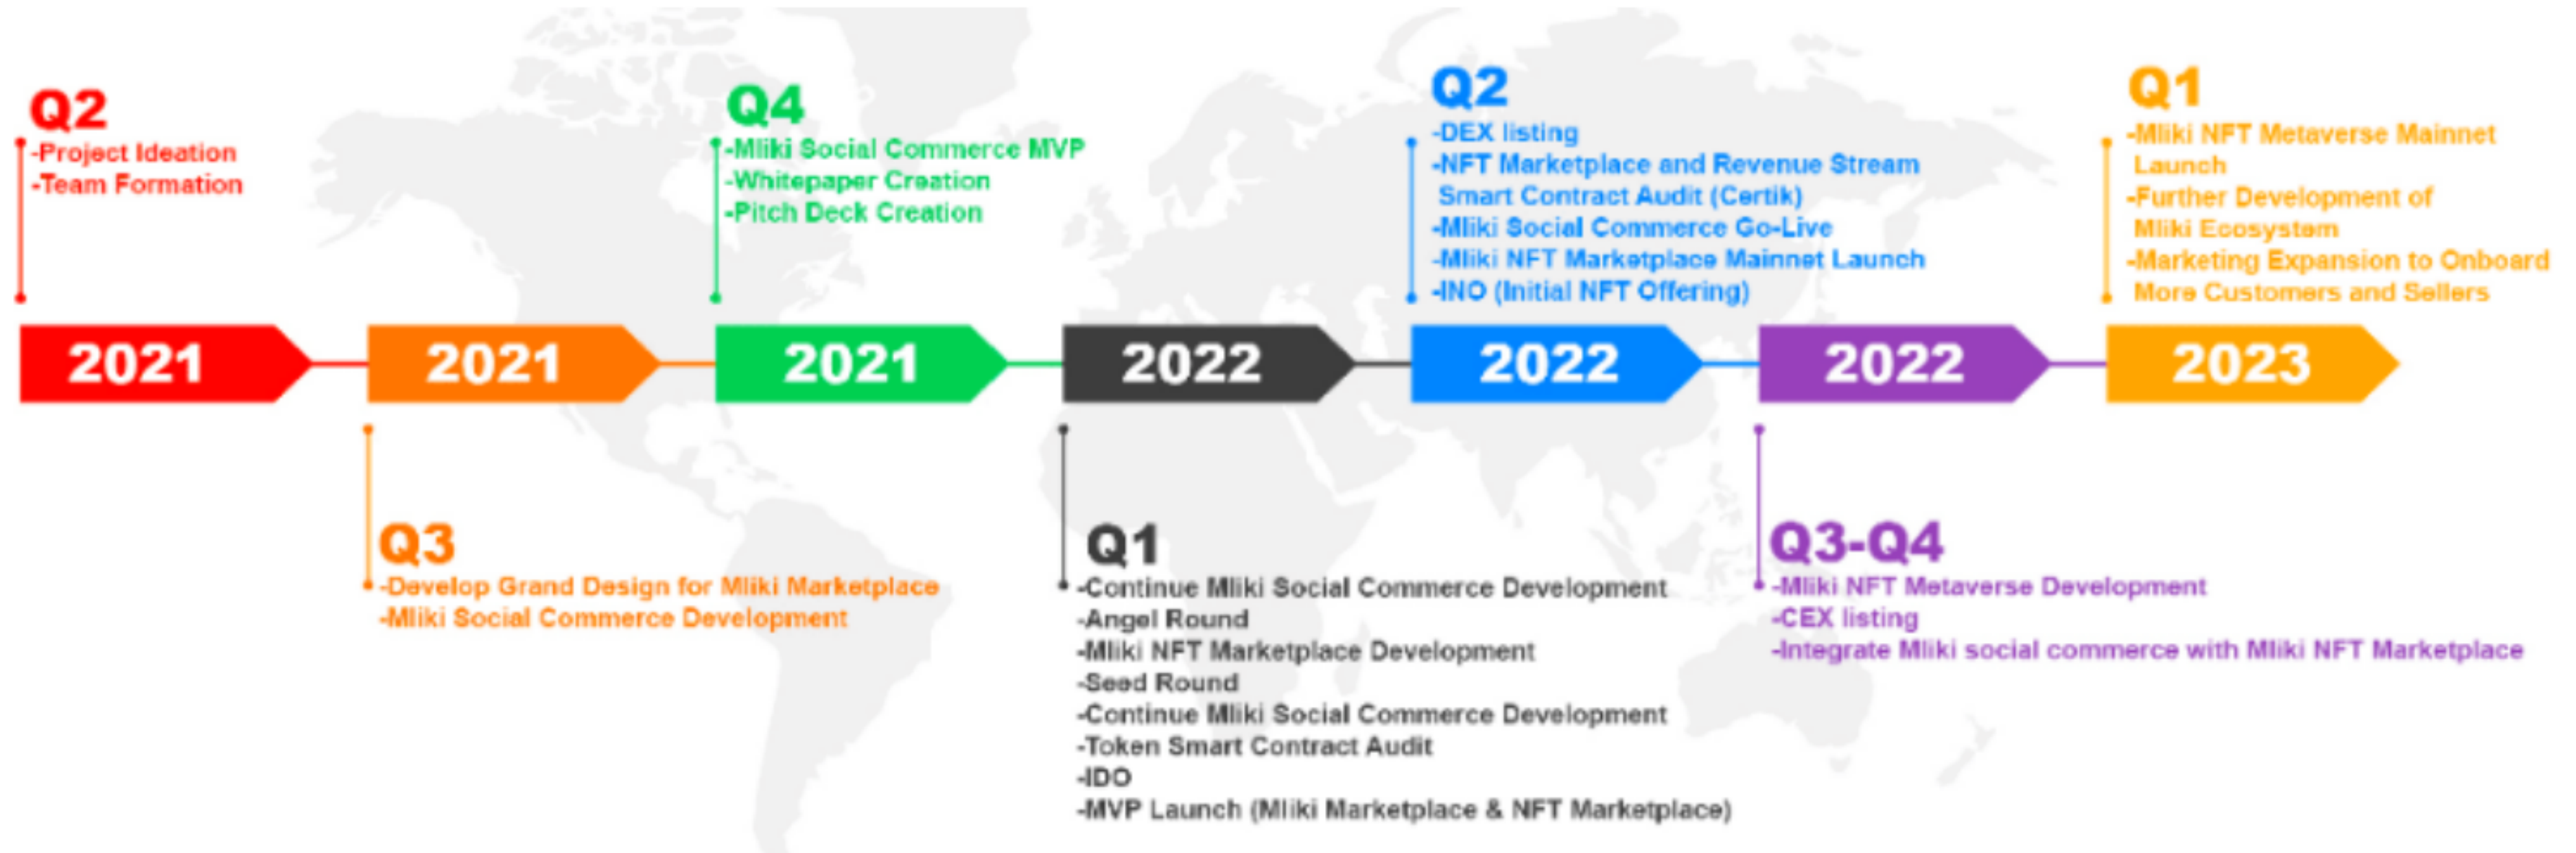 Q2
-Project Ideation
-Team Formation
2021
2021
Q3
-Develop Grand Design for Mliki Marketplace
-Mliki Social Commerce Development
Q4
-Mliki Social Commerce MVP
-Whitepaper Creation
-Pitch Deck Creation
2021
2022
Q1
-Continue Mliki Social Commerce Development
-Angel Round
-Mliki NFT Marketplace Development
-Seed Round
-Continue Mliki Social Commerce Development
-Token Smart Contract Audit
-IDO
-MVP Launch (Mliki Marketplace & NFT Marketplace)
Q2
-DEX listing
-NFT Marketplace and Revenue Stream
Smart Contract Audit (Certik)
-Mliki Social Commerce Go-Live
-Mliki NFT Marketplace Mainnet Launch
-INO (Initial NFT Offering)
2022
2022
Q3-Q4
-Mliki NFT Metaverse Development
-CEX listing
-Integrate Mliki social commerce with Mliki NFT Marketplace
Q1
-Mliki NFT Metaverse Mainnet
Launch
-Further Development of
Mliki Ecosystem
-Marketing Expansion to Onboard
More Customers and Sellers
2023